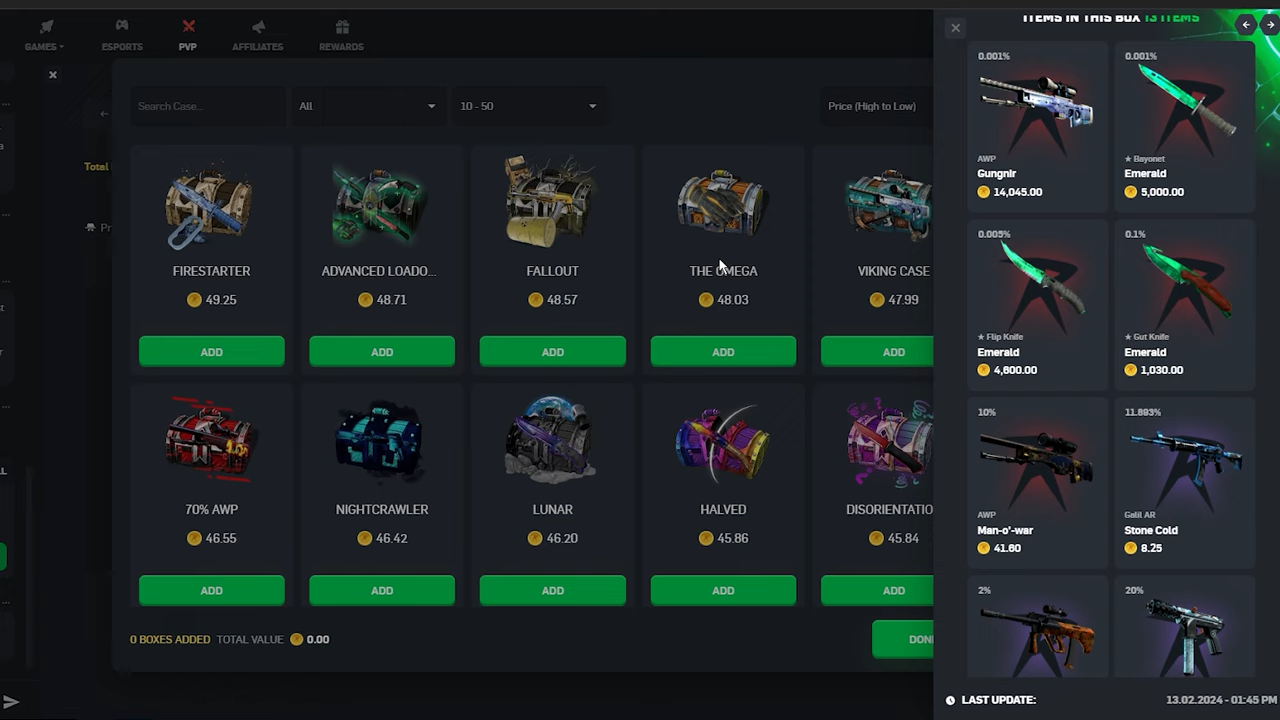 GAMES
ESPORTS
PVP
AFFILIATES
REWARDS
Search Case...
All
10 - 50
Price (High to Low)
Total
Pr
FIRESTARTER
49.25
ADD
ADVANCED LOADO...
48.71
ADD
FALLOUT
48.57
ADD
THE OMEGA
48.03
ADD
VIKING CASE
47.99
ADD
70% AWP
46.55
ADD
NIGHTCRAWLER
46.42
ADD
LUNAR
46.20
ADD
HALVED
45.86
ADD
DISORIENTATIO
45.84
ADD
0 BOXES ADDED TOTAL VALUE 0.00
DON
ITEMS IN THIS BOX 13 ITEMS
0.001%
AWP
Gungnir
14,045.00
0.001%
★ Bayonet
Emerald
5,000.00
0.005%
★ Flip Knife
Emerald
4,600.00
0.1%
★ Gut Knife
Emerald
1,030.00
10%
AWP
Man-o'-war
41.60
11.893%
Galil AR
Stone Cold
8.25
2%
20%
LAST UPDATE:
13.02.2024 - 01:45 PM